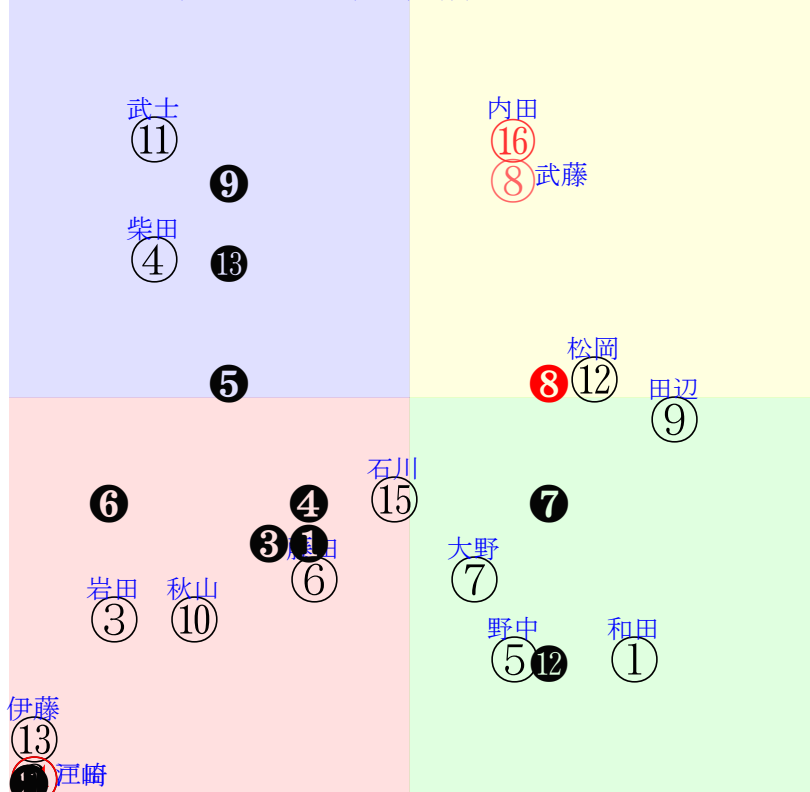 武士
⑪
❾
柴田
④
⓭
❺
内田
⑯
⑧
武藤
松岡
❽
⑫
田辺
⑨
石川
⑮
❻
❹
❸
❶
⑥
岩田
③
秋山
⑩
❼
大野
⑦
野中
⑤
⓬
和田
①
伊藤
⑬